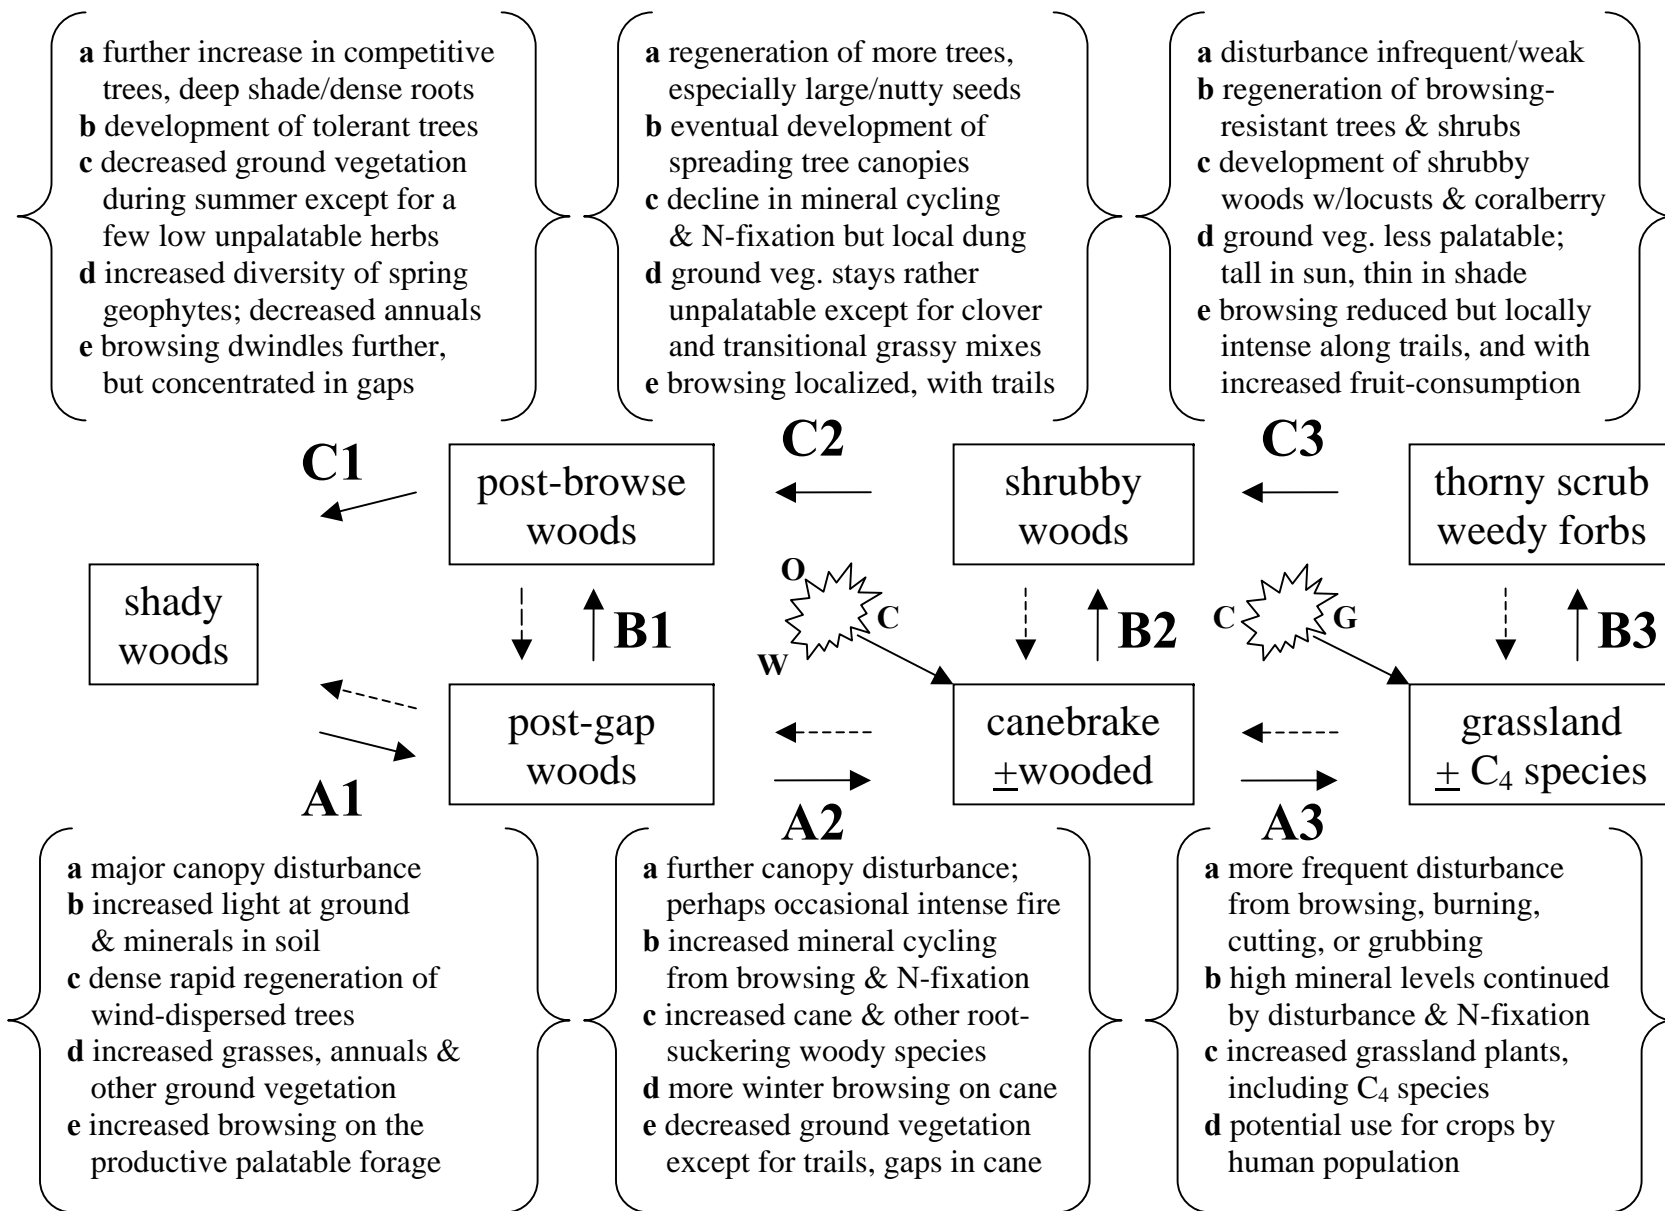 a further increase in competitive
trees, deep shade/dense roots
b development of tolerant trees
c decreased ground vegetation
during summer except for a
few low unpalatable herbs
d increased diversity of spring
geophytes; decreased annuals
e browsing dwindles further,
but concentrated in gaps
a regeneration of more trees,
especially large/nutty seeds
b eventual development of
spreading tree canopies
c decline in mineral cycling
& N-fixation but local dung
d ground veg. stays rather
unpalatable except for clover
and transitional grassy mixes
e browsing localized, with trails
a disturbance infrequent/weak
b regeneration of browsing-
resistant trees & shrubs
c development of shrubby
woods w/locusts & coralberry
d ground veg. less palatable;
tall in sun, thin in shade
e browsing reduced but locally
intense along trails, and with
increased fruit-consumption
C1
C2
C3
post-browse
woods
shrubby
woods
thorny scrub
weedy forbs
shady
woods
B1
O
C
W
B2
C
G
B3
post-gap
woods
canebrake
±wooded
grassland
± C₄ species
A1
A2
A3
a major canopy disturbance
b increased light at ground
& minerals in soil
c dense rapid regeneration of
wind-dispersed trees
d increased grasses, annuals &
other ground vegetation
e increased browsing on the
productive palatable forage
a further canopy disturbance;
perhaps occasional intense fire
b increased mineral cycling
from browsing & N-fixation
c increased cane & other root-
suckering woody species
d more winter browsing on cane
e decreased ground vegetation
except for trails, gaps in cane
a more frequent disturbance
from browsing, burning,
cutting, or grubbing
b high mineral levels continued
by disturbance & N-fixation
c increased grassland plants,
including C₄ species
d potential use for crops by
human population